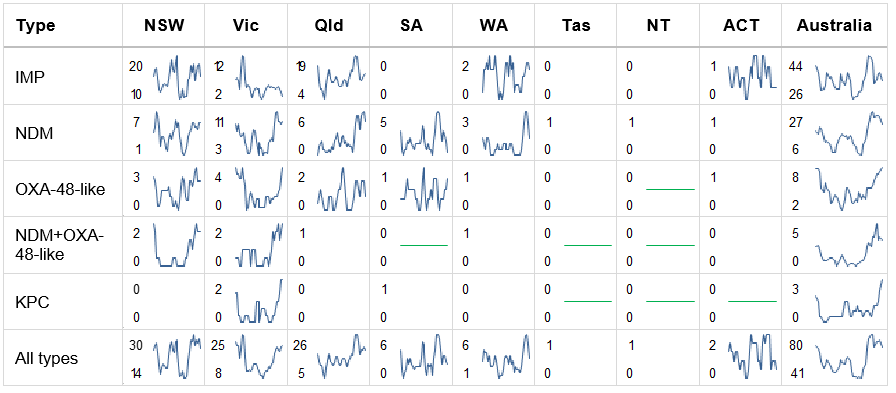 Type NSW Vic Qld SA WA Tas NT ACT Australia
20 12 19 0 2 0 0 1 44
IMP
10 2 4 0 0 0 0 0 26
7 11 6 5 3 1 1 1 27
NDM
1 3 0 0 0 0 0 0 6
3 4 2 1 1 0 0 1 8
OXA-48-like
0 0 0 0 0 0 0 0 2
2 2 1 0 1 0 0 0 5
NDM+OXA-
48-like
0 0 0 0 0 0 0 0 0
0 2 0 1 0 0 0 0 3
KPC
0 0 0 0 0 0 0 0 0
30 25 26 6 6 1 1 2 80
All types
14 8 5 0 1 0 0 0 41